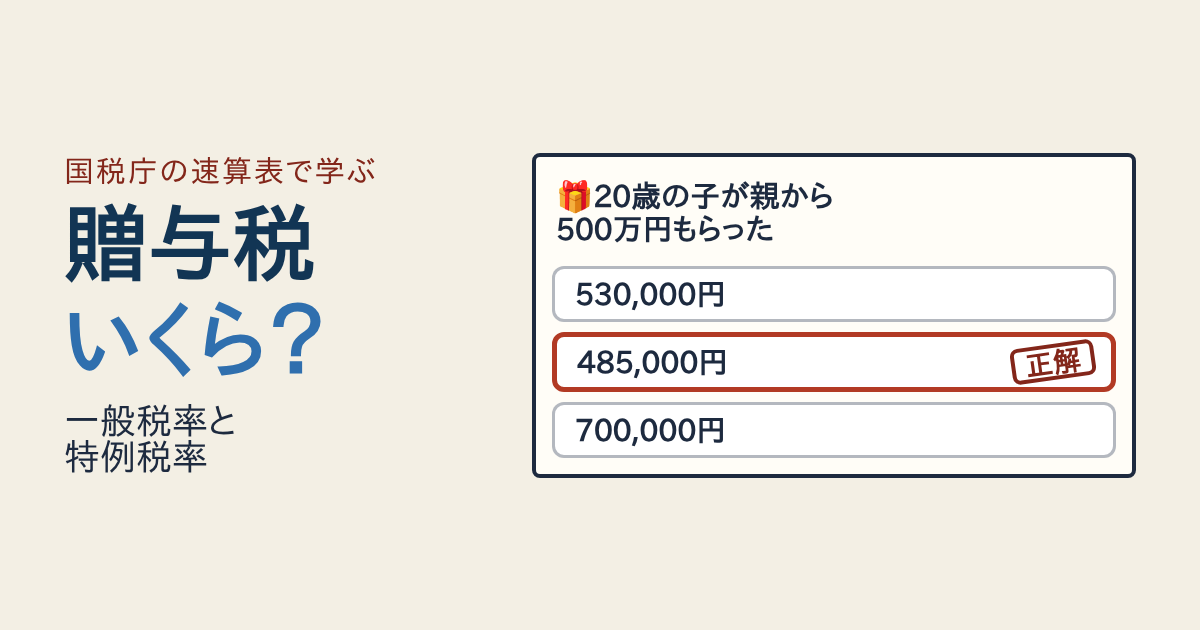 国税庁の速算表で学ぶ
贈与税
いくら?
一般税率と
特例税率
🎁20歳の子が親から
500万円もらった
530,000円
485,000円
正解
700,000円